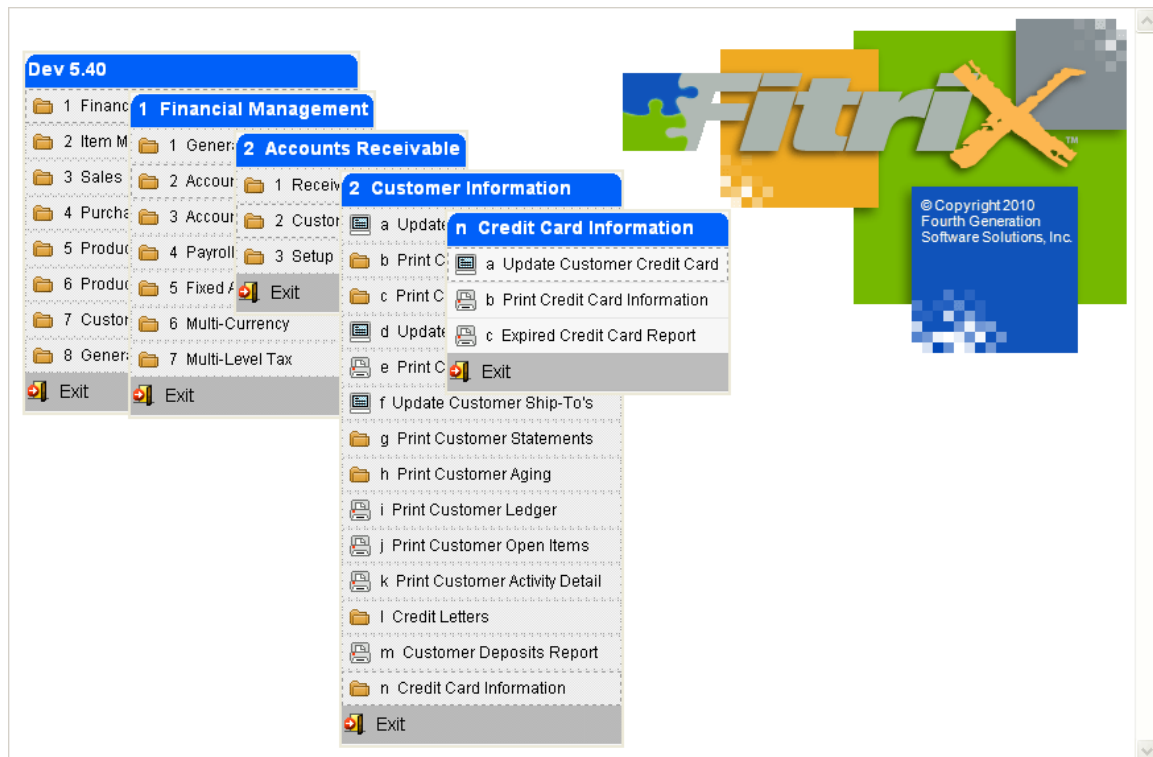 Dev 5.40
1 Financ
2 Item M
3 Sales
4 Purcha
5 Produc
6 Produc
7 Custor
8 Genera
Exit
1 Financial Management
1 Genera
2 Accour
3 Accour
4 Payroll
5 Fixed A
6 Multi-Currency
7 Multi-Level Tax
Exit
2 Accounts Receivable
1 Receiv
2 Custor
3 Setup
Exit
2 Customer Information
a Update
b Print C
c Print C
d Update
e Print C
f Update Customer Ship-To's
g Print Customer Statements
h Print Customer Aging
i Print Customer Ledger
j Print Customer Open Items
k Print Customer Activity Detail
l Credit Letters
m Customer Deposits Report
n Credit Card Information
Exit
n Credit Card Information
a Update Customer Credit Card
b Print Credit Card Information
c Expired Credit Card Report
Exit
FitriX™
© Copyright 2010
Fourth Generation
Software Solutions, Inc.